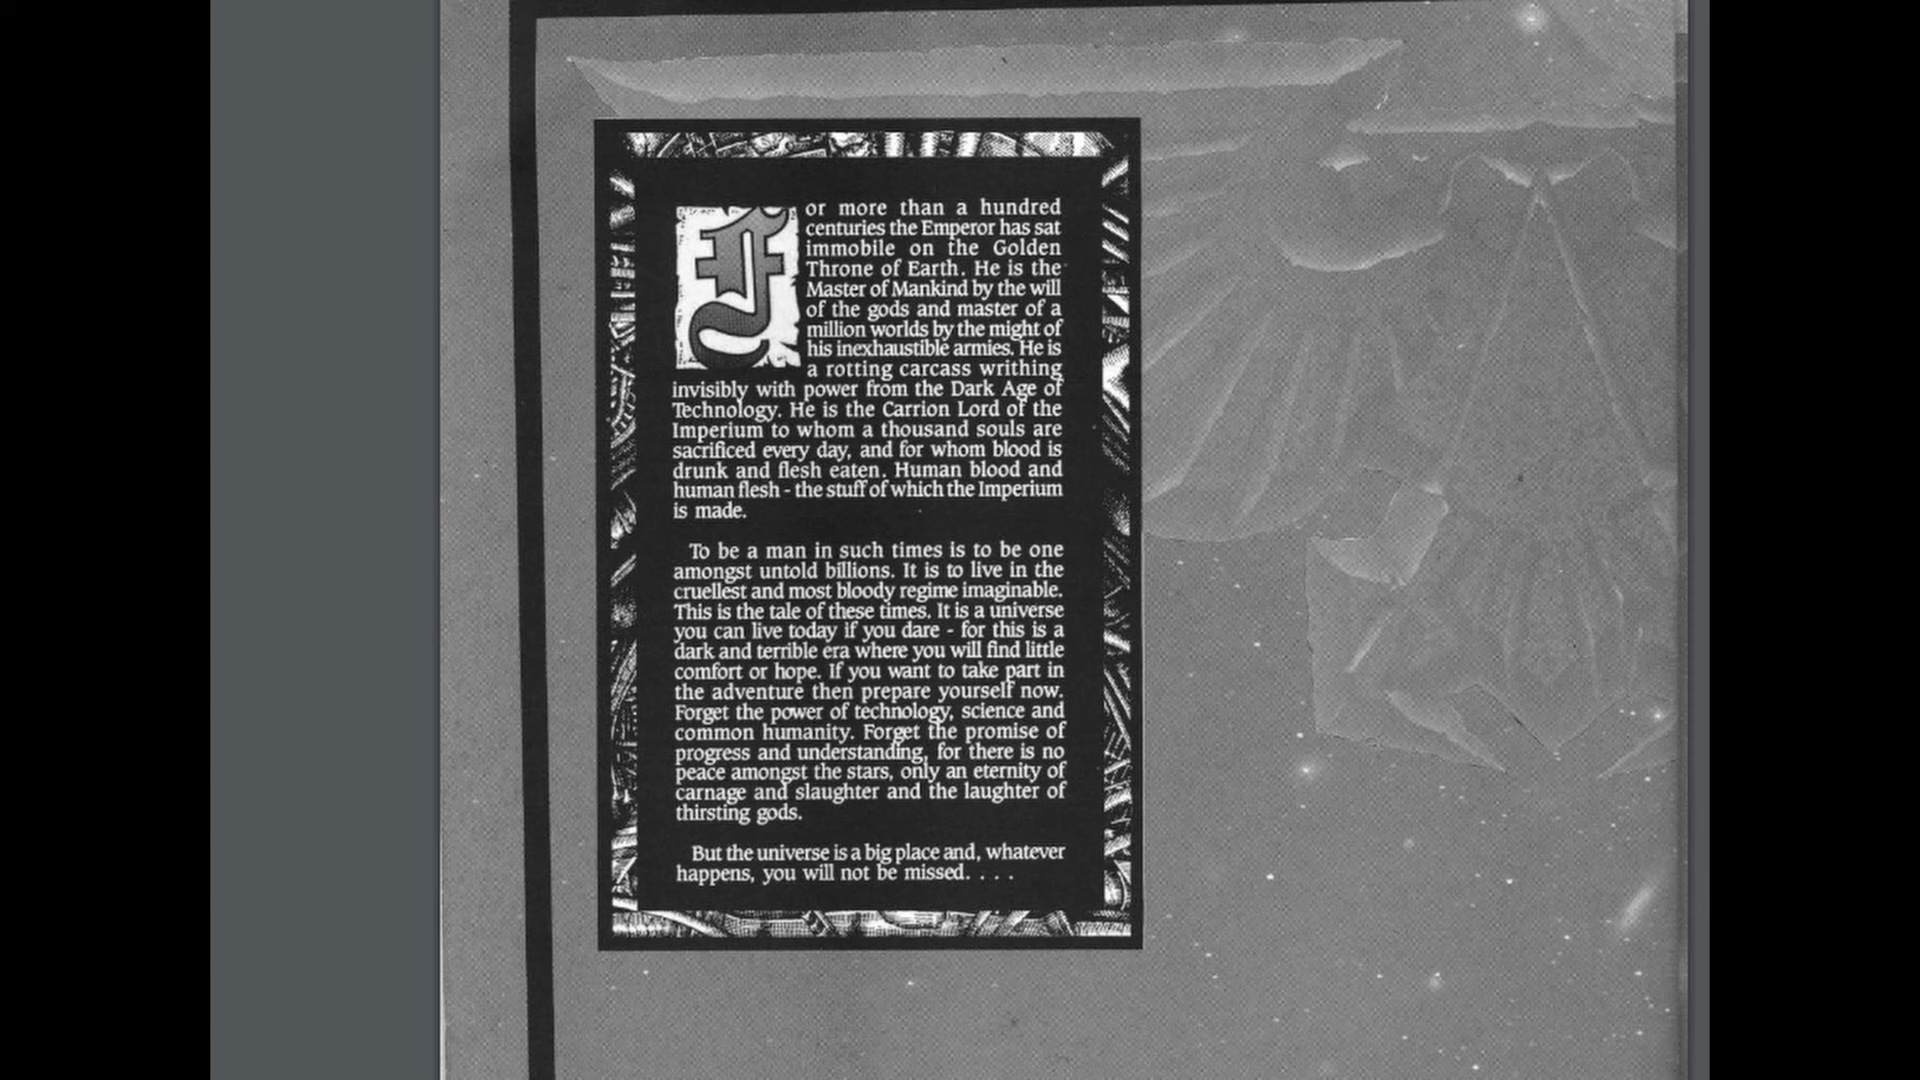 For more than a hundred
centuries the Emperor has sat
immobile on the Golden
Throne of Earth. He is the
Master of Mankind by the will
of the gods and master of a
million worlds by the might of
his inexhaustible armies. He is
a rotting carcass writhing
invisibly with power from the Dark Age of
Technology. He is the Carrion Lord of the
Imperium to whom a thousand souls are
sacrificed every day, and for whom blood is
drunk and flesh eaten. Human blood and
human flesh - the stuff of which the Imperium
is made.
To be a man in such times is to be one
amongst untold billions. It is to live in the
cruellest and most bloody regime imaginable.
This is the tale of these times. It is a universe
you can live today if you dare - for this is a
dark and terrible era where you will find little
comfort or hope. If you want to take part in
the adventure then prepare yourself now.
Forget the power of technology, science and
common humanity. Forget the promise of
progress and understanding, for there is no
peace amongst the stars, only an eternity of
carnage and slaughter and the laughter of
thirsting gods.
But the universe is a big place and, whatever
happens, you will not be missed. . . .